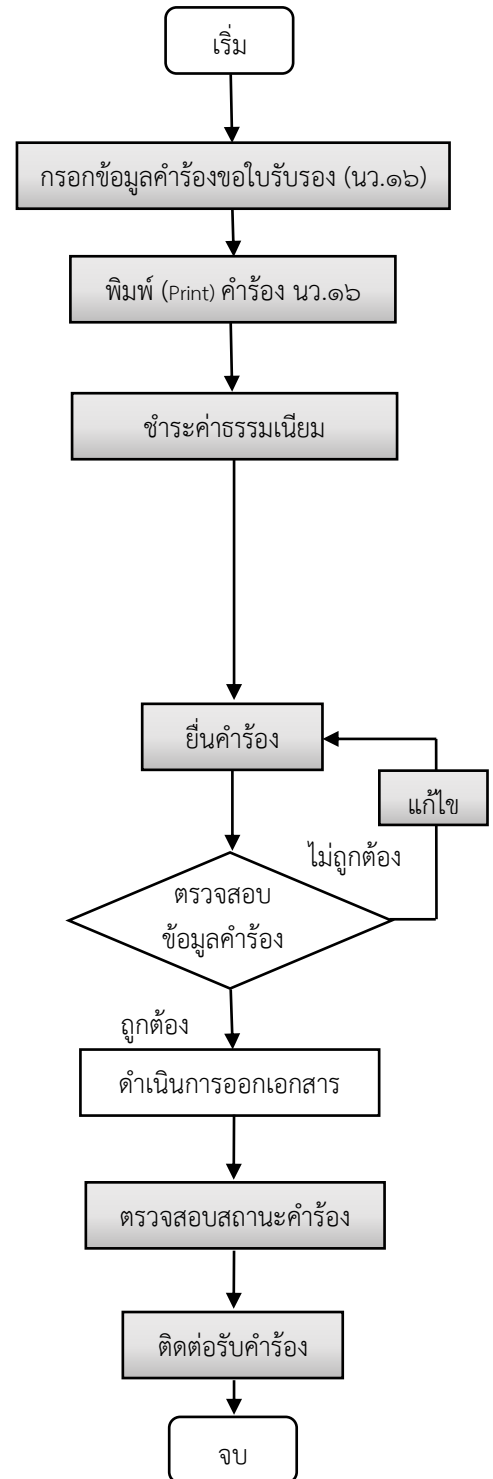 เริ่ม
กรอกข้อมูลคำร้องขอใบรับรอง (นว.๑๖)
พิมพ์ (Print) คำร้อง นว.๑๖
ชำระค่าธรรมเนียม
ยื่นคำร้อง
แก้ไข
ไม่ถูกต้อง
ตรวจสอบ
ข้อมูลคำร้อง
ถูกต้อง
ดำเนินการออกเอกสาร
ตรวจสอบสถานะคำร้อง
ติดต่อรับคำร้อง
จบ